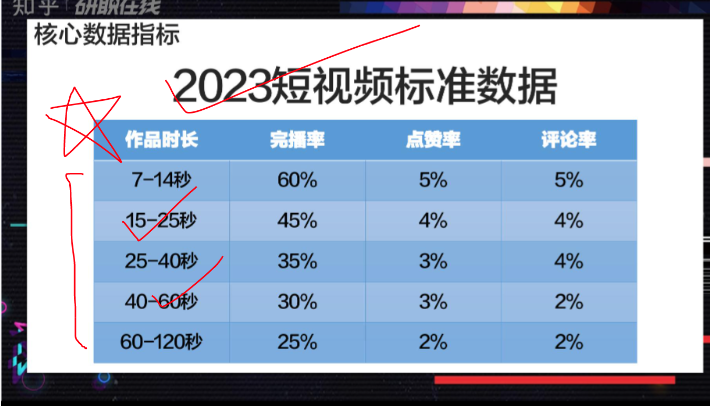 知乎 研职在线
核心数据指标
2023短视频标准数据
作品时长 完播率 点赞率 评论率
7-14秒 60% 5% 5%
15-25秒 45% 4% 4%
25-40秒 35% 3% 4%
40-60秒 30% 3% 2%
60-120秒 25% 2% 2%